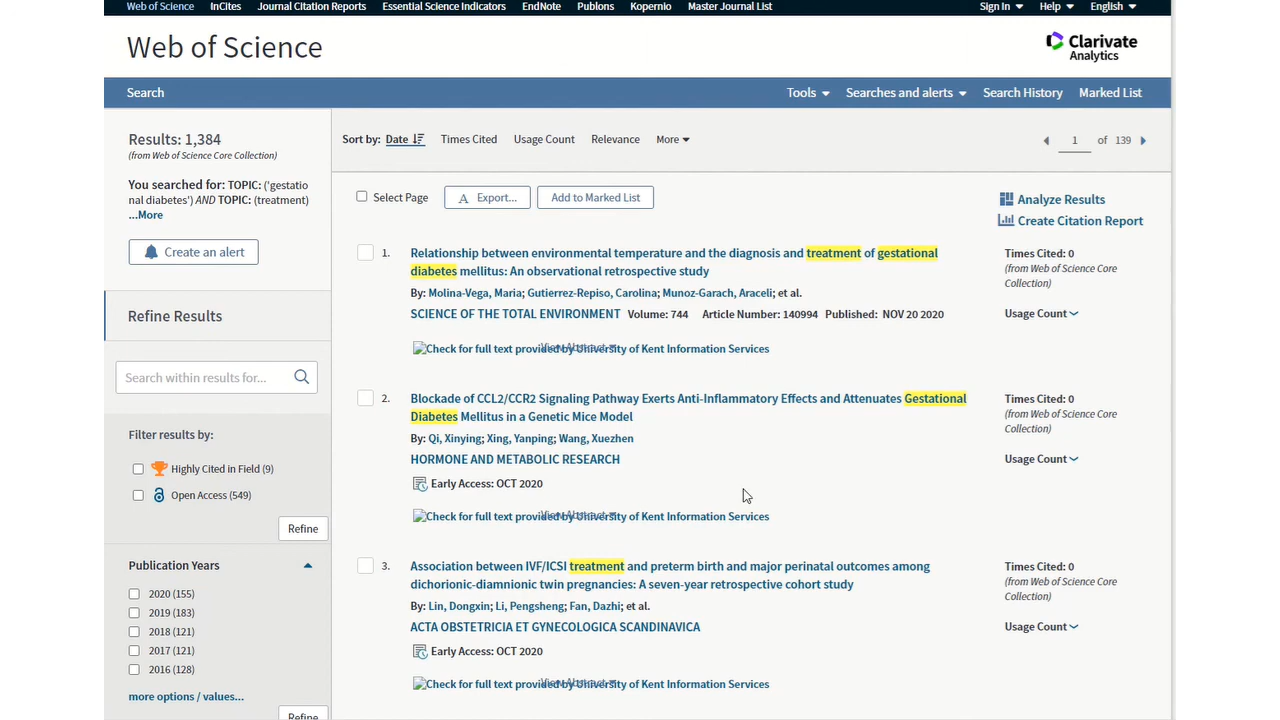 Web of Science InCites Journal Citation Reports Essential Science Indicators EndNote Publons Kopernio Master Journal List Sign In Help English
Web of Science
Clarivate
Analytics
Search Tools Searches and alerts Search History Marked List
Results: 1,384
(from Web of Science Core Collection)
You searched for: TOPIC: ('gestatio
nal diabetes') AND TOPIC: (treatment)
...More
Create an alert
Refine Results
Search within results for...
Filter results by:
Highly Cited in Field (9)
Open Access (549)
Refine
Publication Years
2020 (155)
2019 (183)
2018 (121)
2017 (121)
2016 (128)
more options / values...
Refine
Sort by: Date Times Cited Usage Count Relevance More 1 of 139
Select Page Export... Add to Marked List
Analyze Results
Create Citation Report
1. Relationship between environmental temperature and the diagnosis and treatment of gestational
diabetes mellitus: An observational retrospective study
By: Molina-Vega, Maria; Gutierrez-Repiso, Carolina; Munoz-Garach, Araceli; et al.
SCIENCE OF THE TOTAL ENVIRONMENT Volume: 744 Article Number: 140994 Published: NOV 20 2020
Check for full text provided by University of Kent Information Services
View Abstract
Times Cited: 0
(from Web of Science Core
Collection)
Usage Count
2. Blockade of CCL2/CCR2 Signaling Pathway Exerts Anti-Inflammatory Effects and Attenuates Gestational
Diabetes Mellitus in a Genetic Mice Model
By: Qi, Xinying; Xing, Yanping; Wang, Xuezhen
HORMONE AND METABOLIC RESEARCH
Early Access: OCT 2020
Check for full text provided by University of Kent Information Services
View Abstract
Times Cited: 0
(from Web of Science Core
Collection)
Usage Count
3. Association between IVF/ICSI treatment and preterm birth and major perinatal outcomes among
dichorionic-diamnionic twin pregnancies: A seven-year retrospective cohort study
By: Lin, Dongxin; Li, Pengsheng; Fan, Dazhi; et al.
ACTA OBSTETRICIA ET GYNECOLOGICA SCANDINAVICA
Early Access: OCT 2020
Check for full text provided by University of Kent Information Services
View Abstract
Times Cited: 0
(from Web of Science Core
Collection)
Usage Count